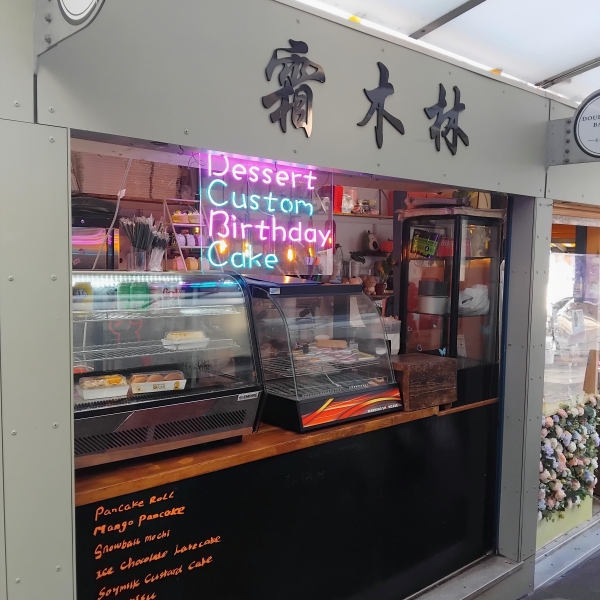 霜木林
Dessert
Custom
Birthday
Cake
Pancake Roll
Mango Pancake
Snowball mochi
Ice Chocolate Lavacake
Soymilk Custard Cake